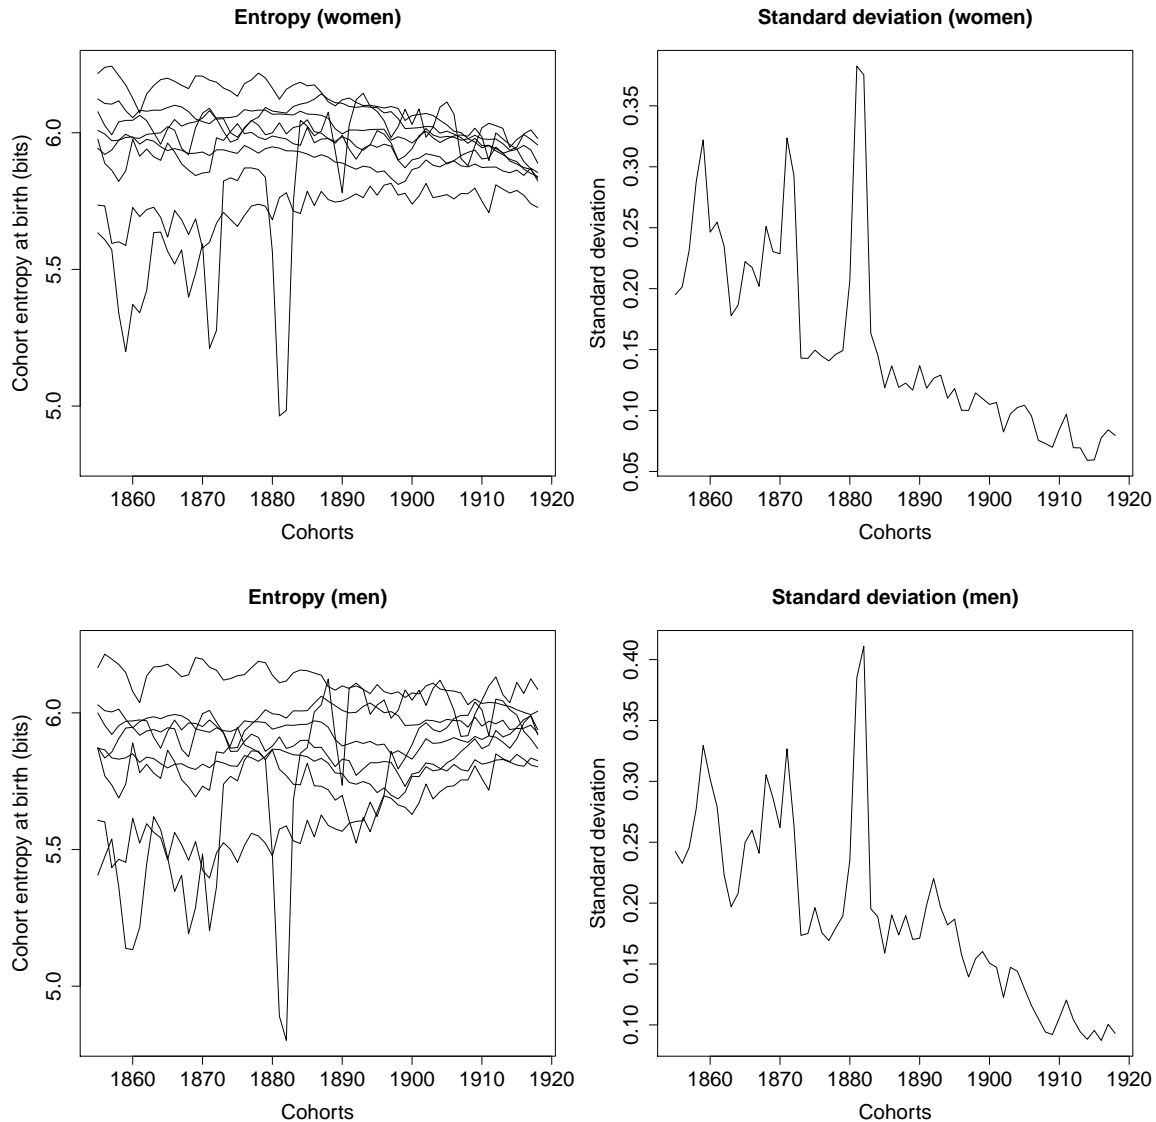 Entropy (women)
Cohort entropy at birth (bits)
6.0
5.5
5.0
1860 1870 1880 1890 1900 1910 1920
Cohorts
Standard deviation (women)
Standard deviation
0.35
0.30
0.25
0.20
0.15
0.10
0.05
1860 1870 1880 1890 1900 1910 1920
Cohorts
Entropy (men)
Cohort entropy at birth (bits)
6.0
5.5
5.0
1860 1870 1880 1890 1900 1910 1920
Cohorts
Standard deviation (men)
Standard deviation
0.40
0.35
0.30
0.25
0.20
0.15
0.10
1860 1870 1880 1890 1900 1910 1920
Cohorts